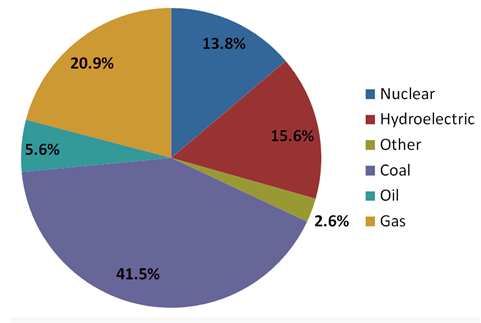 13.8%
20.9%
Nuclear
Hydroelectric
15.6%
Other
5.6%
Coal
Oil
Gas
2.6%
41.5%